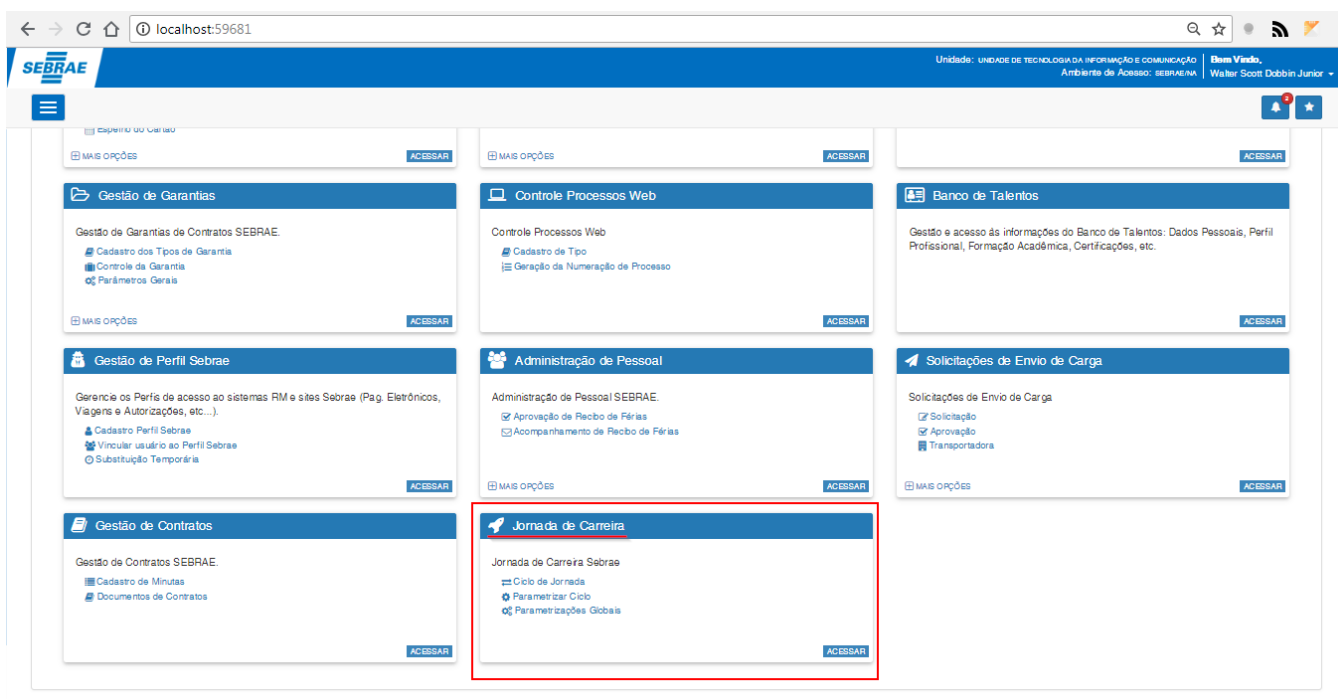 localhost:59681
SEBRAE
Unidade: UNIDADE DE TECNOLOGIA DA INFORMAÇÃO E COMUNICAÇÃO
Ambiente de Acesso: SEBRAE/NA
Bem Vindo,
Walter Scott Dobbin Junior
2
Espelho do Cartão
MAIS OPÇÕES ACESSAR
MAIS OPÇÕES ACESSAR
ACESSAR
Gestão de Garantias
Gestão de Garantias de Contratos SEBRAE.
Cadastro dos Tipos de Garantia
Controle da Garantia
Parâmetros Gerais
MAIS OPÇÕES ACESSAR
Controle Processos Web
Controle Processos Web
Cadastro de Tipo
Geração da Numeração de Processo
ACESSAR
Banco de Talentos
Gestão e acesso às informações do Banco de Talentos: Dados Pessoais, Perfil
Profissional, Formação Acadêmica, Certificações, etc.
ACESSAR
Gestão de Perfil Sebrae
Gerencie os Perfis de acesso ao sistemas RM e sites Sebrae (Pag. Eletrônicos,
Viagens e Autorizações, etc...).
Cadastro Perfil Sebrae
Vincular usuário ao Perfil Sebrae
Substituição Temporária
ACESSAR
Administração de Pessoal
Administração de Pessoal SEBRAE.
Aprovação de Recibo de Férias
Acompanhamento de Recibo de Férias
MAIS OPÇÕES ACESSAR
Solicitações de Envio de Carga
Solicitações de Envio de Carga
Solicitação
Aprovação
Transportadora
MAIS OPÇÕES ACESSAR
Gestão de Contratos
Gestão de Contratos SEBRAE.
Cadastro de Minutas
Documentos de Contratos
ACESSAR
Jornada de Carreira
Jornada de Carreira Sebrae
Ciclo de Jornada
Parametrizar Ciclo
Parametrizações Globais
ACESSAR